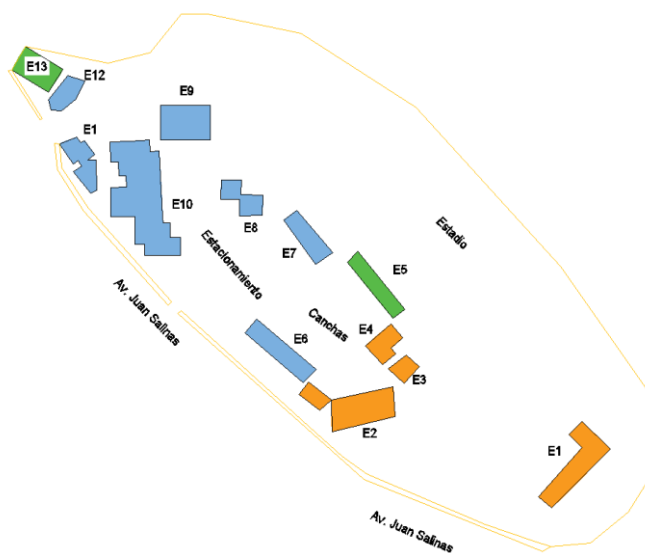 E13
E12
E9
E1
E10
E8
E7
Estadio
Estacionamiento
E5
Av. Juan Salinas
Canchas
E4
E6
E3
E2
E1
Av. Juan Salinas